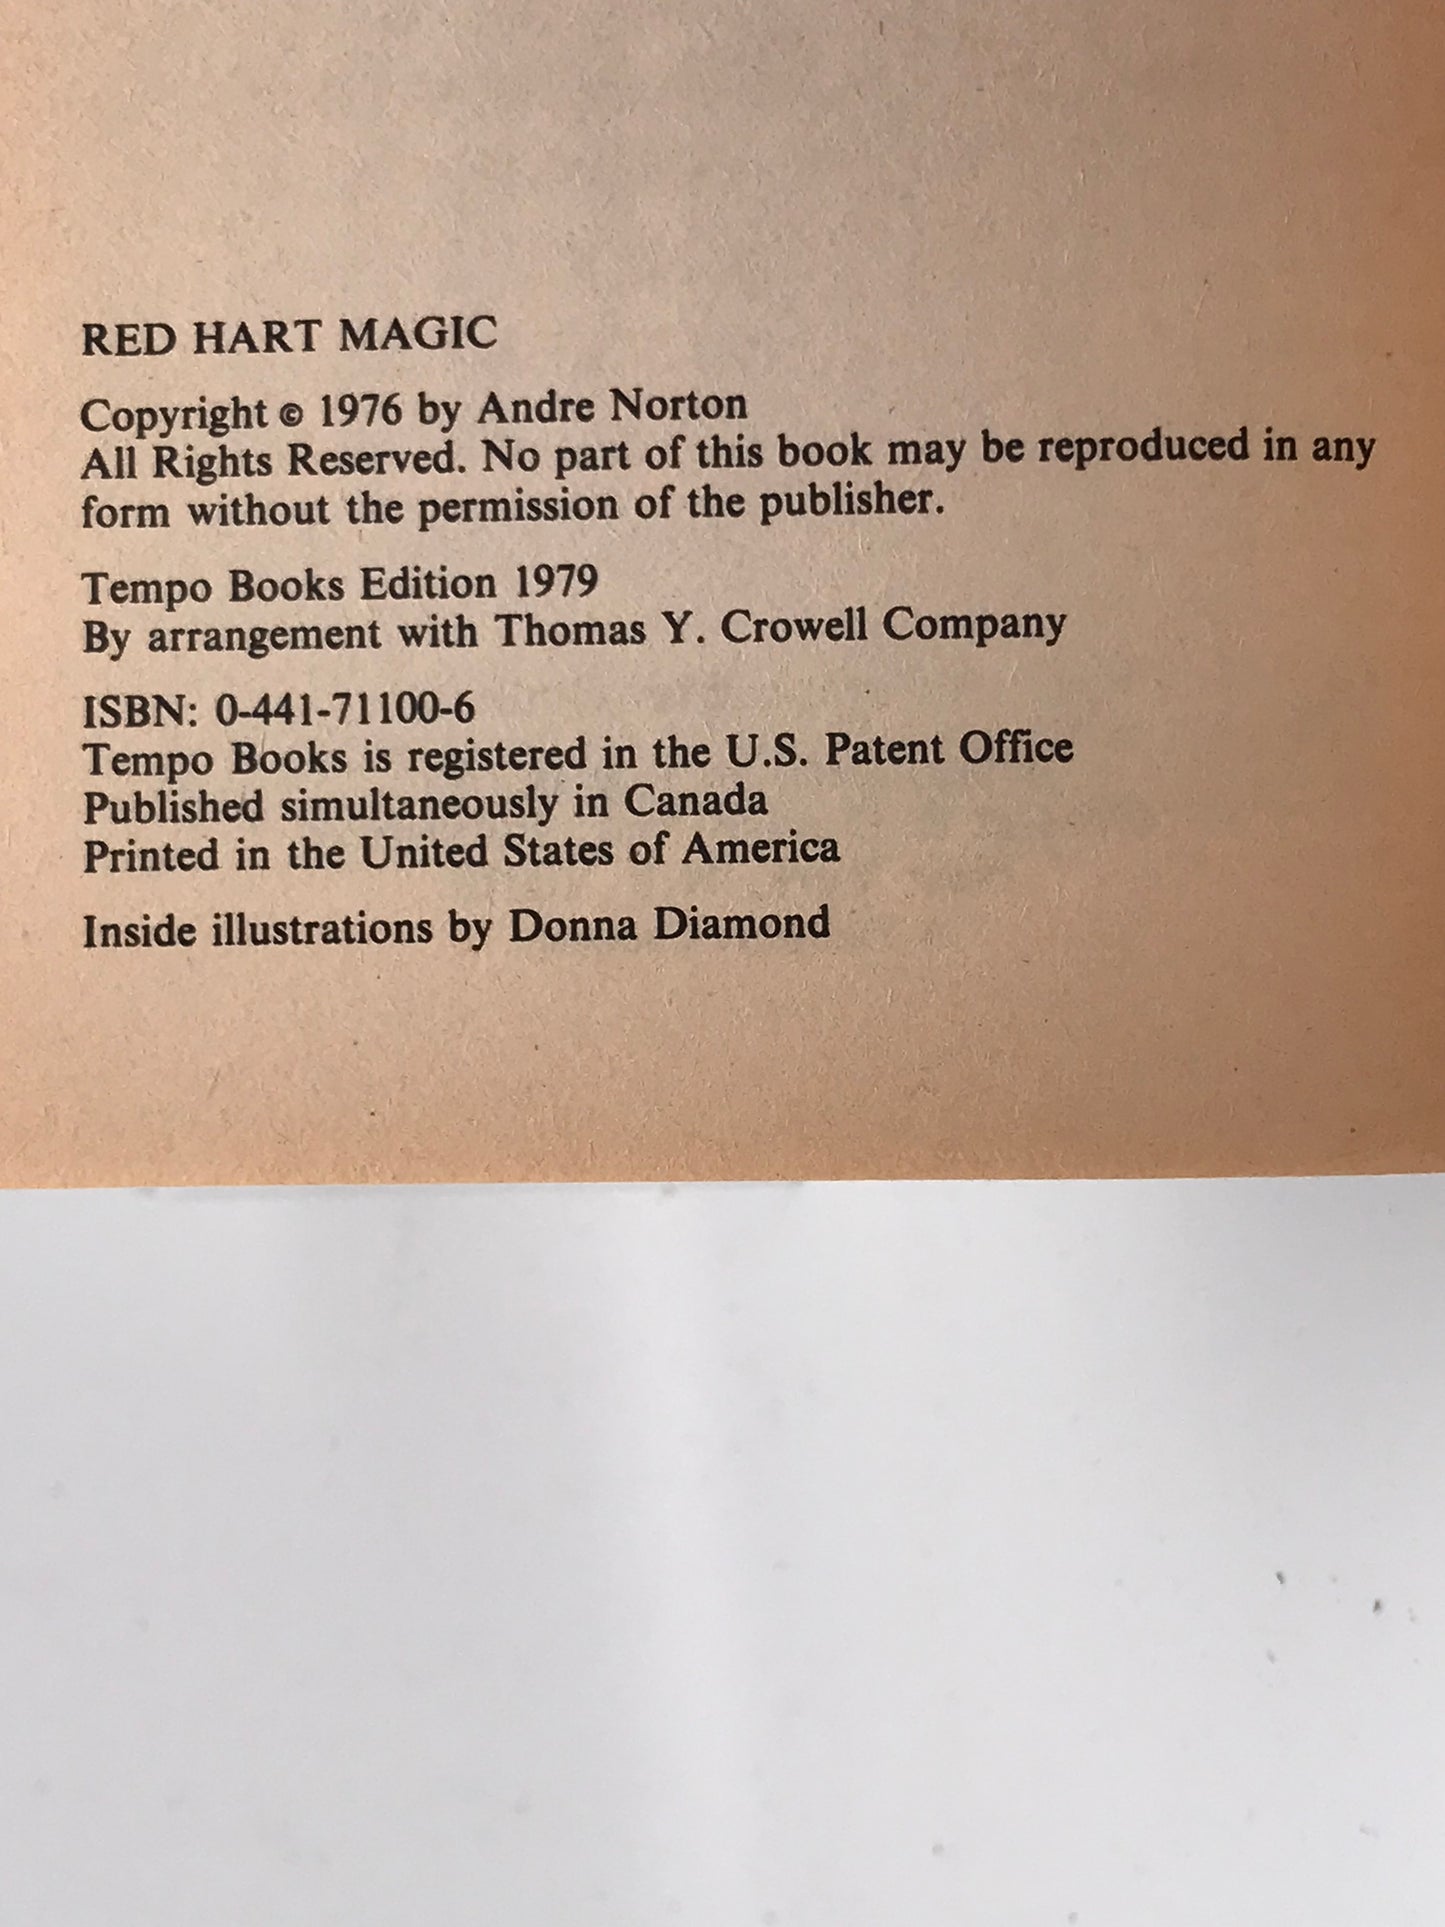 RED HART MAGIC
Copyright © 1976 by Andre Norton
All Rights Reserved. No part of this book may be reproduced in any
form without the permission of the publisher.
Tempo Books Edition 1979
By arrangement with Thomas Y. Crowell Company
ISBN: 0-441-71100-6
Tempo Books is registered in the U.S. Patent Office
Published simultaneously in Canada
Printed in the United States of America
Inside illustrations by Donna Diamond